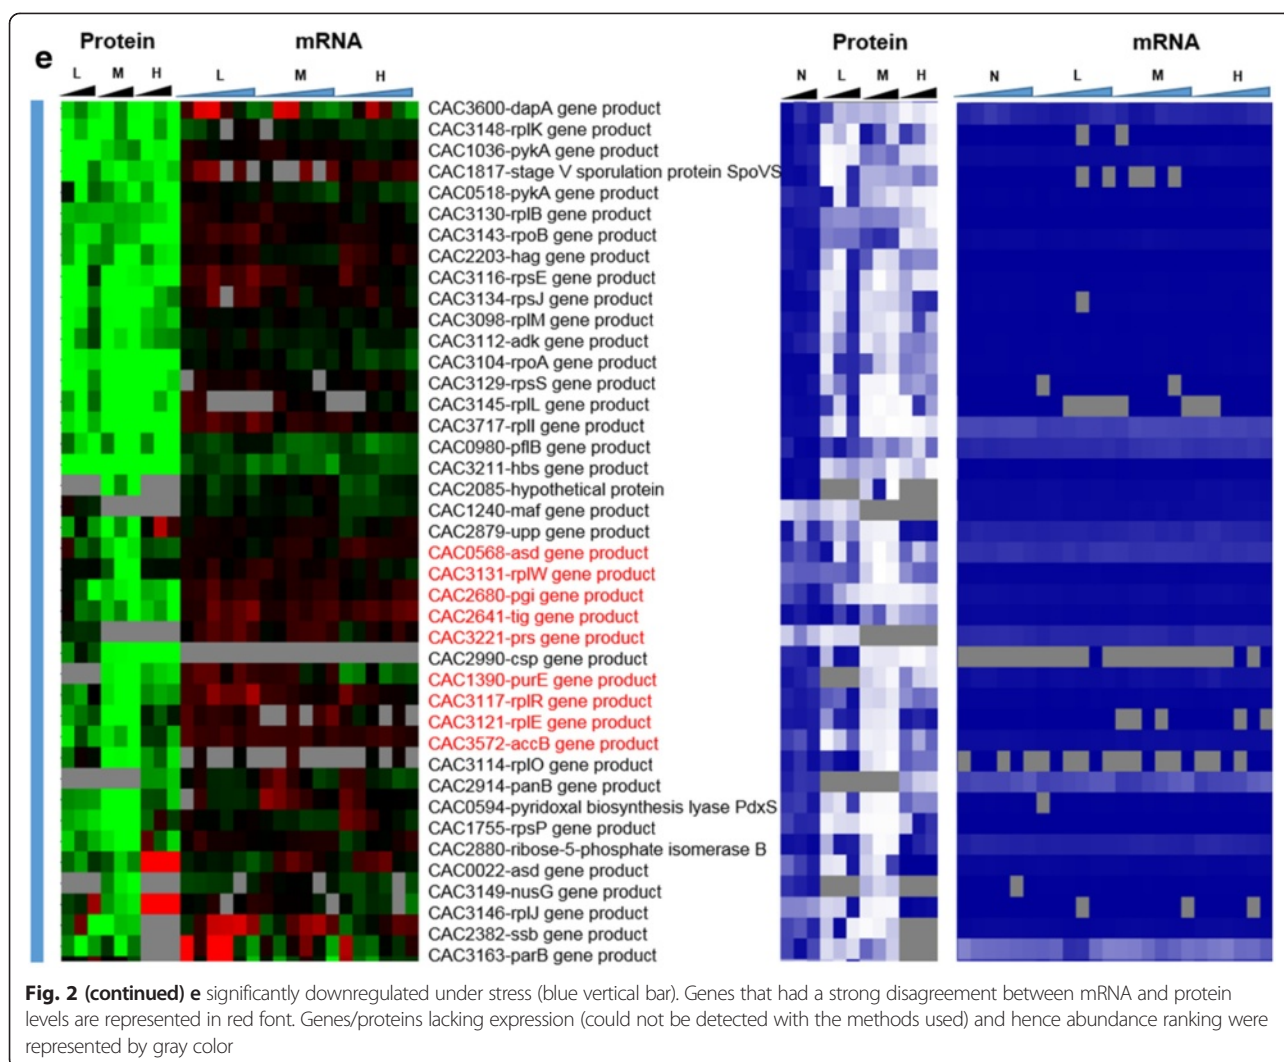 e
Protein mRNA Protein mRNA
L M H L M H N L M H N L M H
CAC3600-dapA gene product
CAC3148-rplK gene product
CAC1036-pykA gene product
CAC1817-stage V sporulation protein SpoVS
CAC0518-pykA gene product
CAC3130-rplB gene product
CAC3143-rpoB gene product
CAC2203-hag gene product
CAC3116-rpsE gene product
CAC3134-rpsJ gene product
CAC3098-rplM gene product
CAC3112-adk gene product
CAC3104-rpoA gene product
CAC3129-rpsS gene product
CAC3145-rplL gene product
CAC3717-rplI gene product
CAC0980-pflB gene product
CAC3211-hbs gene product
CAC2085-hypothetical protein
CAC1240-maf gene product
CAC2879-upp gene product
CAC0568-asd gene product
CAC3131-rplW gene product
CAC2680-pgi gene product
CAC2641-tig gene product
CAC3221-prs gene product
CAC2990-csp gene product
CAC1390-purE gene product
CAC3117-rplR gene product
CAC3121-rplE gene product
CAC3572-accB gene product
CAC3114-rplO gene product
CAC2914-panB gene product
CAC0594-pyridoxal biosynthesis lyase PdxS
CAC1755-rpsP gene product
CAC2880-ribose-5-phosphate isomerase B
CAC0022-asd gene product
CAC3149-nusG gene product
CAC3146-rplJ gene product
CAC2382-ssb gene product
CAC3163-parB gene product
Fig. 2 (continued) e significantly downregulated under stress (blue vertical bar). Genes that had a strong disagreement between mRNA and protein
levels are represented in red font. Genes/proteins lacking expression (could not be detected with the methods used) and hence abundance ranking were
represented by gray color